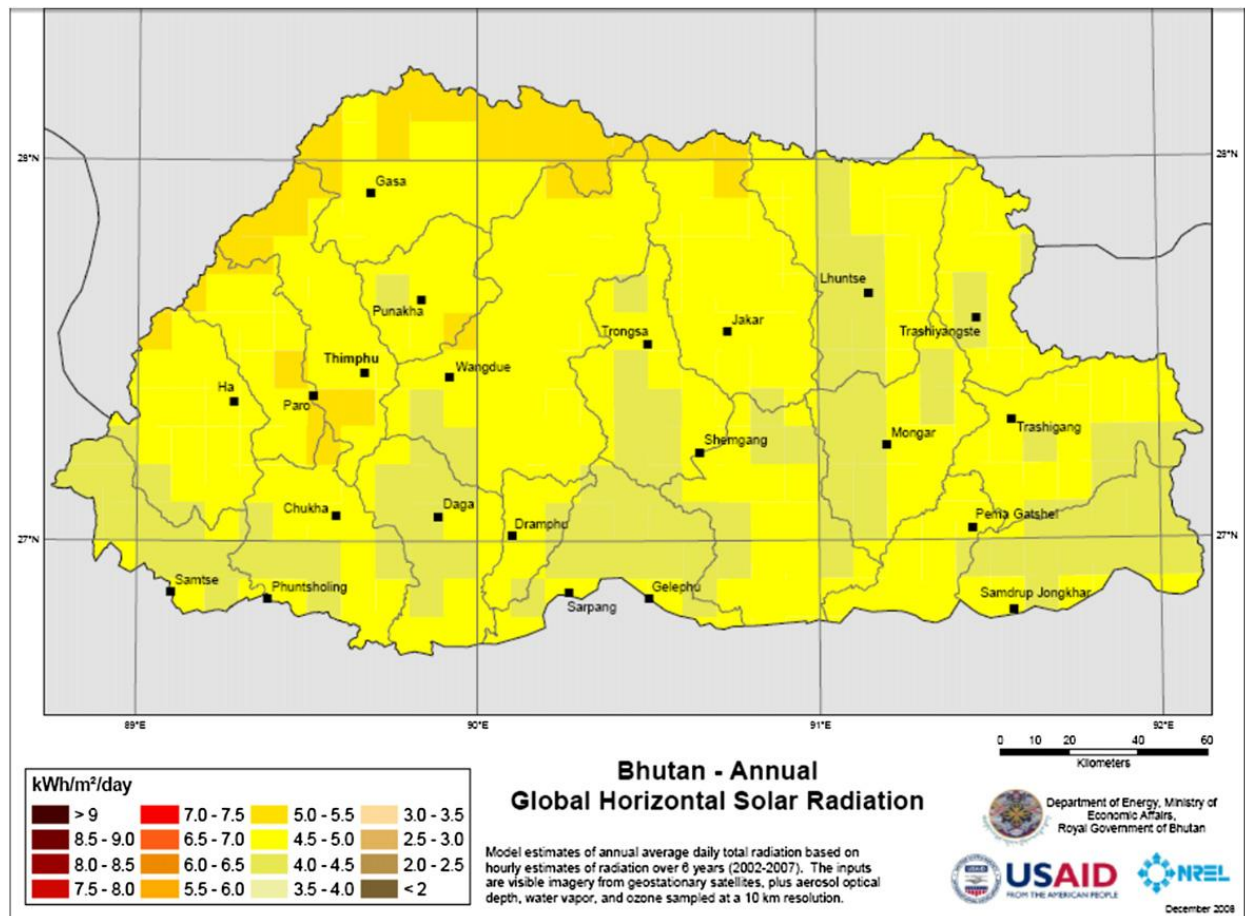 28°N
28°N
Gasa
Lhuntse
Punakha
Trongsa
Jakar
Trashiyangste
Thimphu
Wangdue
Ha
Paro
Trashigang
Shemgang
Mongar
Chukha
Daga
Dramphu
Pema Gatshel
27°N
27°N
Samtse
Phuntsholing
Sarpang
Gelephu
Samdrup Jongkhar
89°E
90°E
91°E
92°E
0 10 20 40 60
Kilometers
kWh/m²/day
> 9
8.5 - 9.0
8.0 - 8.5
7.5 - 8.0
7.0 - 7.5
6.5 - 7.0
6.0 - 6.5
5.5 - 6.0
5.0 - 5.5
4.5 - 5.0
4.0 - 4.5
3.5 - 4.0
3.0 - 3.5
2.5 - 3.0
2.0 - 2.5
< 2
Bhutan - Annual
Global Horizontal Solar Radiation
Model estimates of annual average daily total radiation based on
hourly estimates of radiation over 6 years (2002-2007). The inputs
are visible imagery from geostationary satellites, plus aerosol optical
depth, water vapor, and ozone sampled at a 10 km resolution.
Department of Energy, Ministry of
Economic Affairs,
Royal Government of Bhutan
USAID
FROM THE AMERICAN PEOPLE
NREL
December 2008